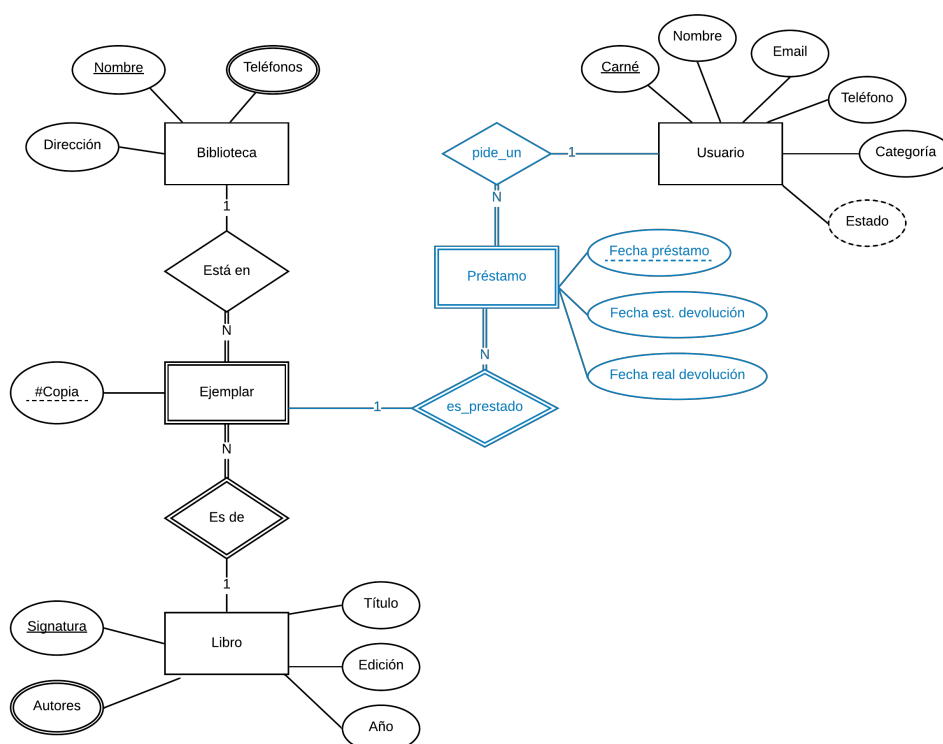 Nombre
Teléfonos
Dirección
Biblioteca
1
Está en
N
#Copia
Ejemplar
N
Es de
1
Signatura
Autores
Libro
Título
Edición
Año
pide_un
1
N
Préstamo
Fecha préstamo
Fecha est. devolución
Fecha real devolución
N
1
es_prestado
Carné
Nombre
Email
Teléfono
Categoría
Estado
Usuario